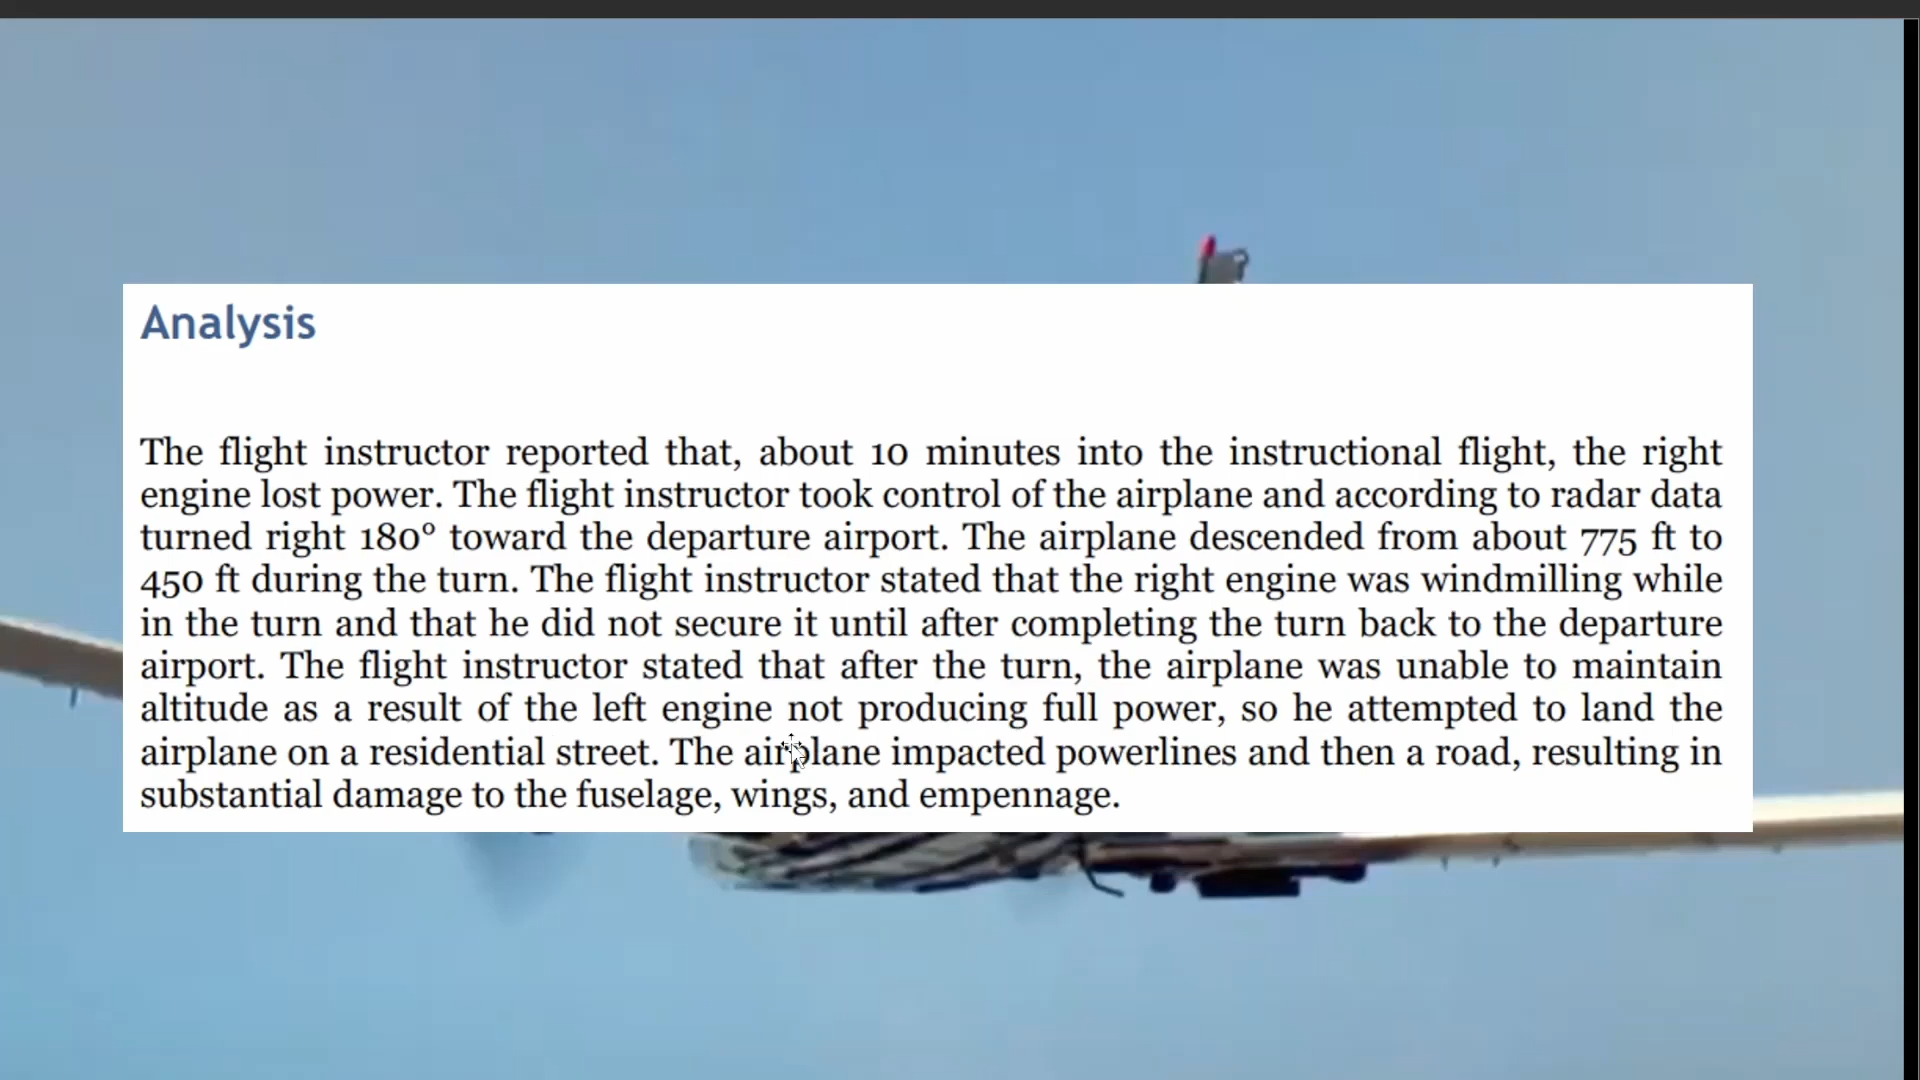 Analysis
The flight instructor reported that, about 10 minutes into the instructional flight, the right
engine lost power. The flight instructor took control of the airplane and according to radar data
turned right 180° toward the departure airport. The airplane descended from about 775 ft to
450 ft during the turn. The flight instructor stated that the right engine was windmilling while
in the turn and that he did not secure it until after completing the turn back to the departure
airport. The flight instructor stated that after the turn, the airplane was unable to maintain
altitude as a result of the left engine not producing full power, so he attempted to land the
airplane on a residential street. The airplane impacted powerlines and then a road, resulting in
substantial damage to the fuselage, wings, and empennage.